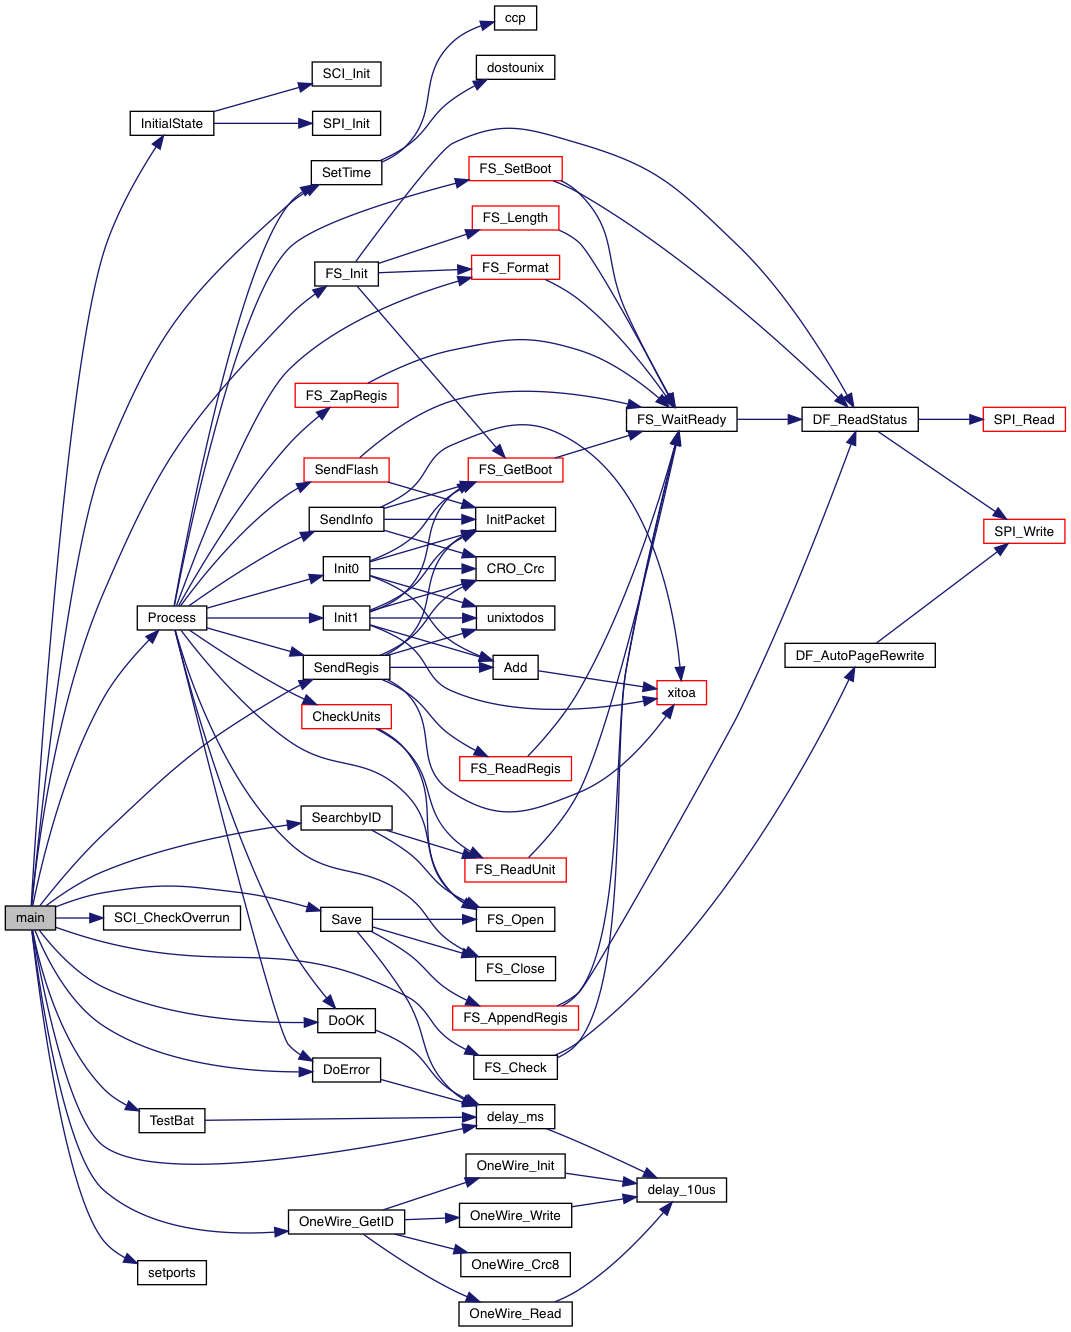 ccp
dostounix
SCI_Init
InitialState
SPI_Init
SetTime
FS_SetBoot
FS_Length
FS_Init
FS_Format
FS_ZapRegis
FS_WaitReady
DF_ReadStatus
SPI_Read
SendFlash
FS_GetBoot
SendInfo
InitPacket
SPI_Write
Init0
CRO_Crc
Process
Init1
unixtodos
SendRegis
Add
DF_AutoPageRewrite
xitoa
CheckUnits
FS_ReadRegis
SearchbyID
FS_ReadUnit
main
SCI_CheckOverrun
Save
FS_Open
FS_Close
DoOK
FS_AppendRegis
DoError
FS_Check
TestBat
delay_ms
OneWire_Init
delay_10us
OneWire_GetID
OneWire_Write
setports
OneWire_Crc8
OneWire_Read